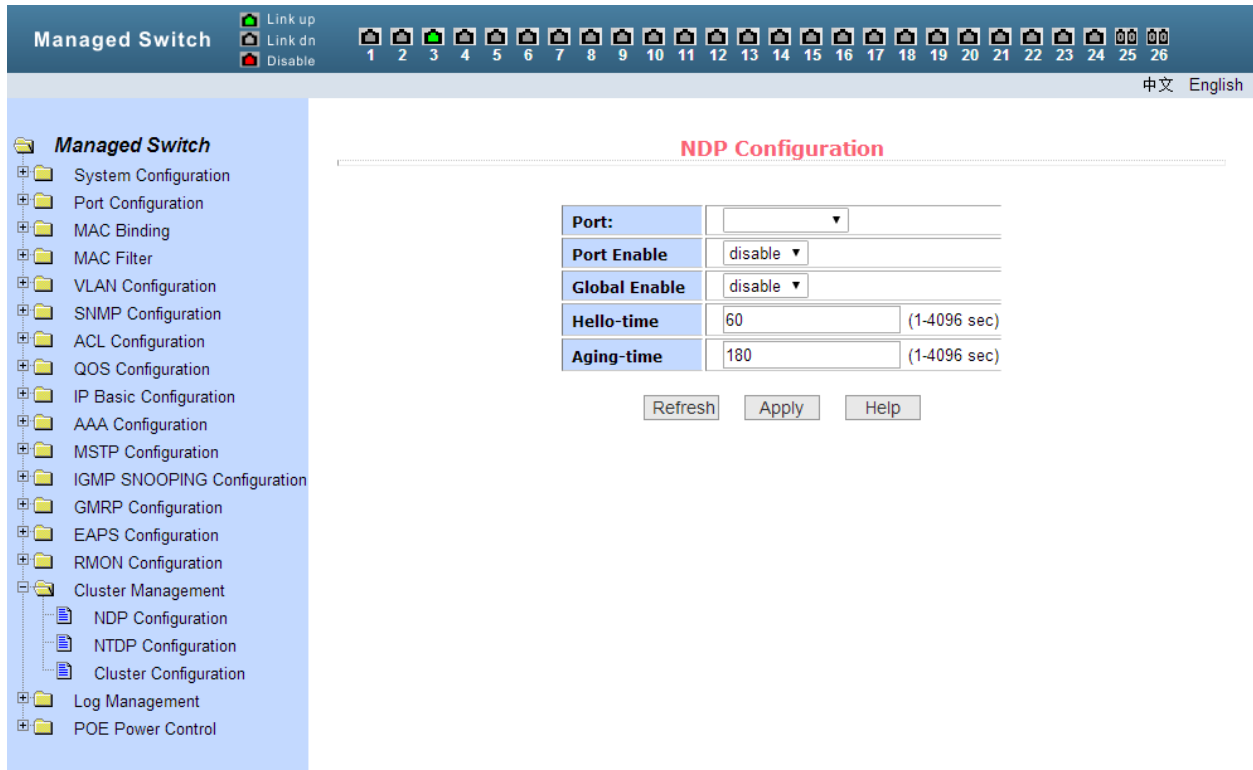 Managed Switch
Link up
Link dn
Disable
1 2 3 4 5 6 7 8 9 10 11 12 13 14 15 16 17 18 19 20 21 22 23 24 25 26
中文 English
Managed Switch
System Configuration
Port Configuration
MAC Binding
MAC Filter
VLAN Configuration
SNMP Configuration
ACL Configuration
QOS Configuration
IP Basic Configuration
AAA Configuration
MSTP Configuration
IGMP SNOOPING Configuration
GMRP Configuration
EAPS Configuration
RMON Configuration
Cluster Management
NDP Configuration
NTDP Configuration
Cluster Configuration
Log Management
POE Power Control
NDP Configuration
Port:
Port Enable disable
Global Enable disable
Hello-time 60 (1-4096 sec)
Aging-time 180 (1-4096 sec)
Refresh Apply Help